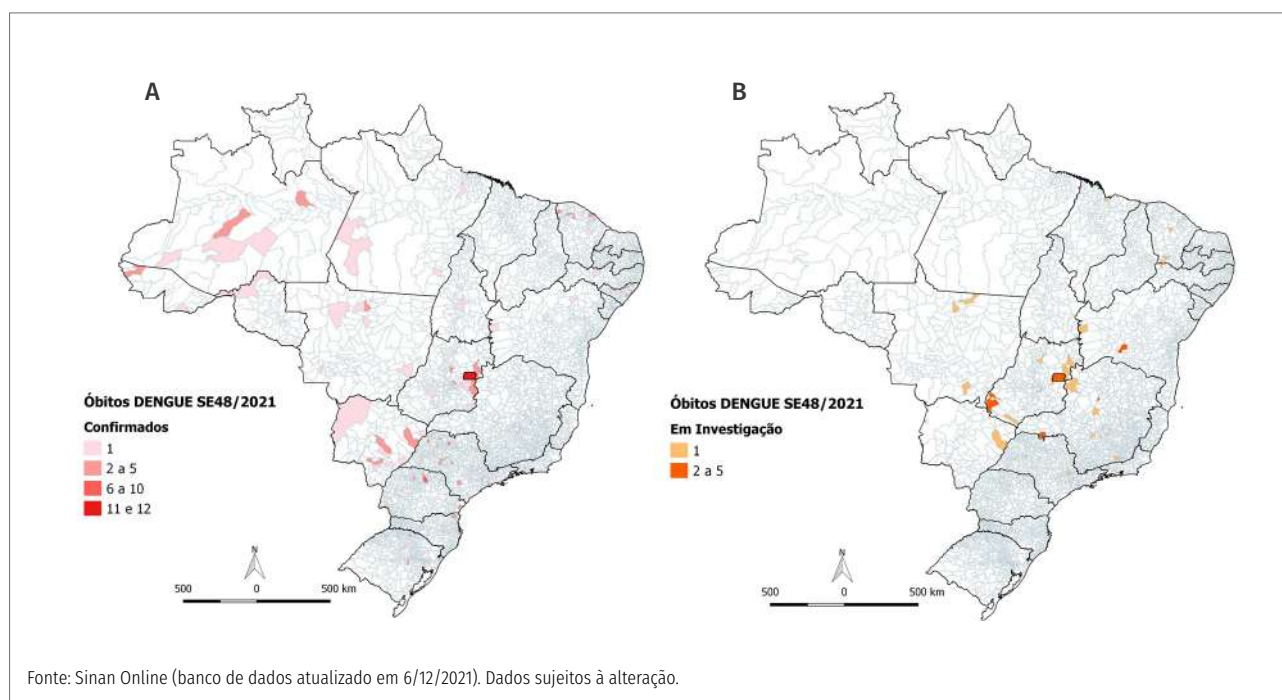 A
Óbitos DENGUE SE48/2021
Confirmados
1
2 a 5
6 a 10
11 e 12
N
500 0 500 km
B
Óbitos DENGUE SE48/2021
Em Investigação
1
2 a 5
N
500 0 500 km
Fonte: Sinan Online (banco de dados atualizado em 6/12/2021). Dados sujeitos à alteração.